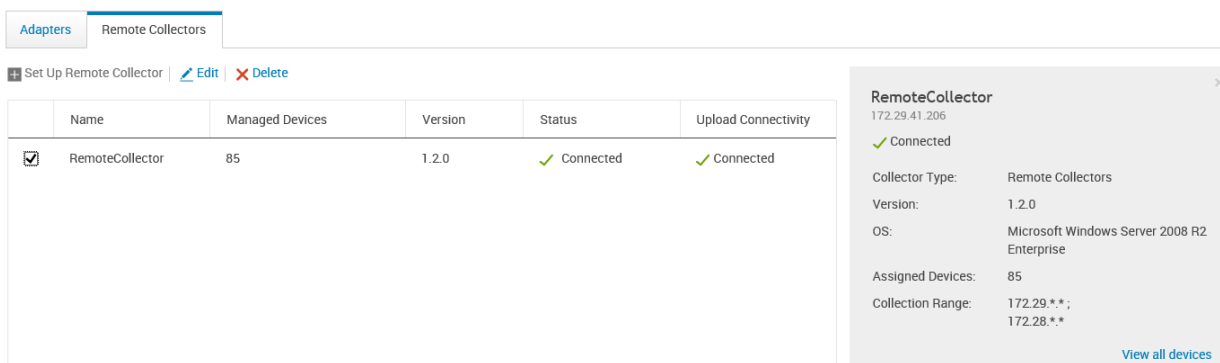 Adapters Remote Collectors
Set Up Remote Collector Edit Delete
Name Managed Devices Version Status Upload Connectivity
RemoteCollector 85 1.2.0 Connected Connected
RemoteCollector
172.29.41.206
Connected
Collector Type: Remote Collectors
Version: 1.2.0
OS: Microsoft Windows Server 2008 R2
Enterprise
Assigned Devices: 85
Collection Range: 172.29.*.* ;
172.28.*.*
View all devices